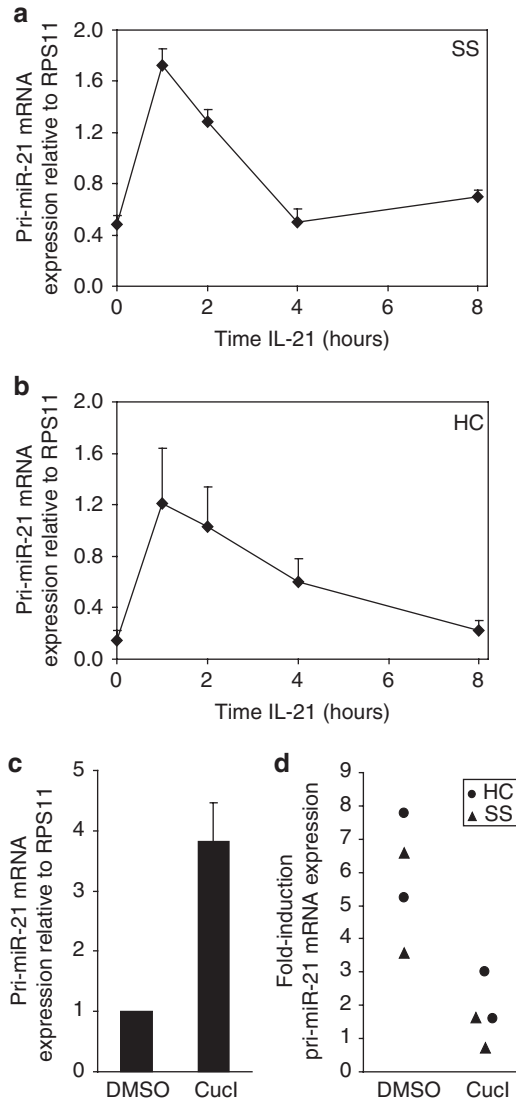 a
Pri-miR-21 mRNA
expression relative to RPS11
2.0
1.6
1.2
0.8
0.4
0.0
SS
0 2 4 6 8
Time IL-21 (hours)
b
Pri-miR-21 mRNA
expression relative to RPS11
2.0
1.6
1.2
0.8
0.4
0.0
HC
0 2 4 6 8
Time IL-21 (hours)
c
Pri-miR-21 mRNA
expression relative to RPS11
5
4
3
2
1
0
DMSO CucI
d
Fold-induction
pri-miR-21 mRNA expression
9
8
7
6
5
4
3
2
1
0
HC
SS
DMSO CucI